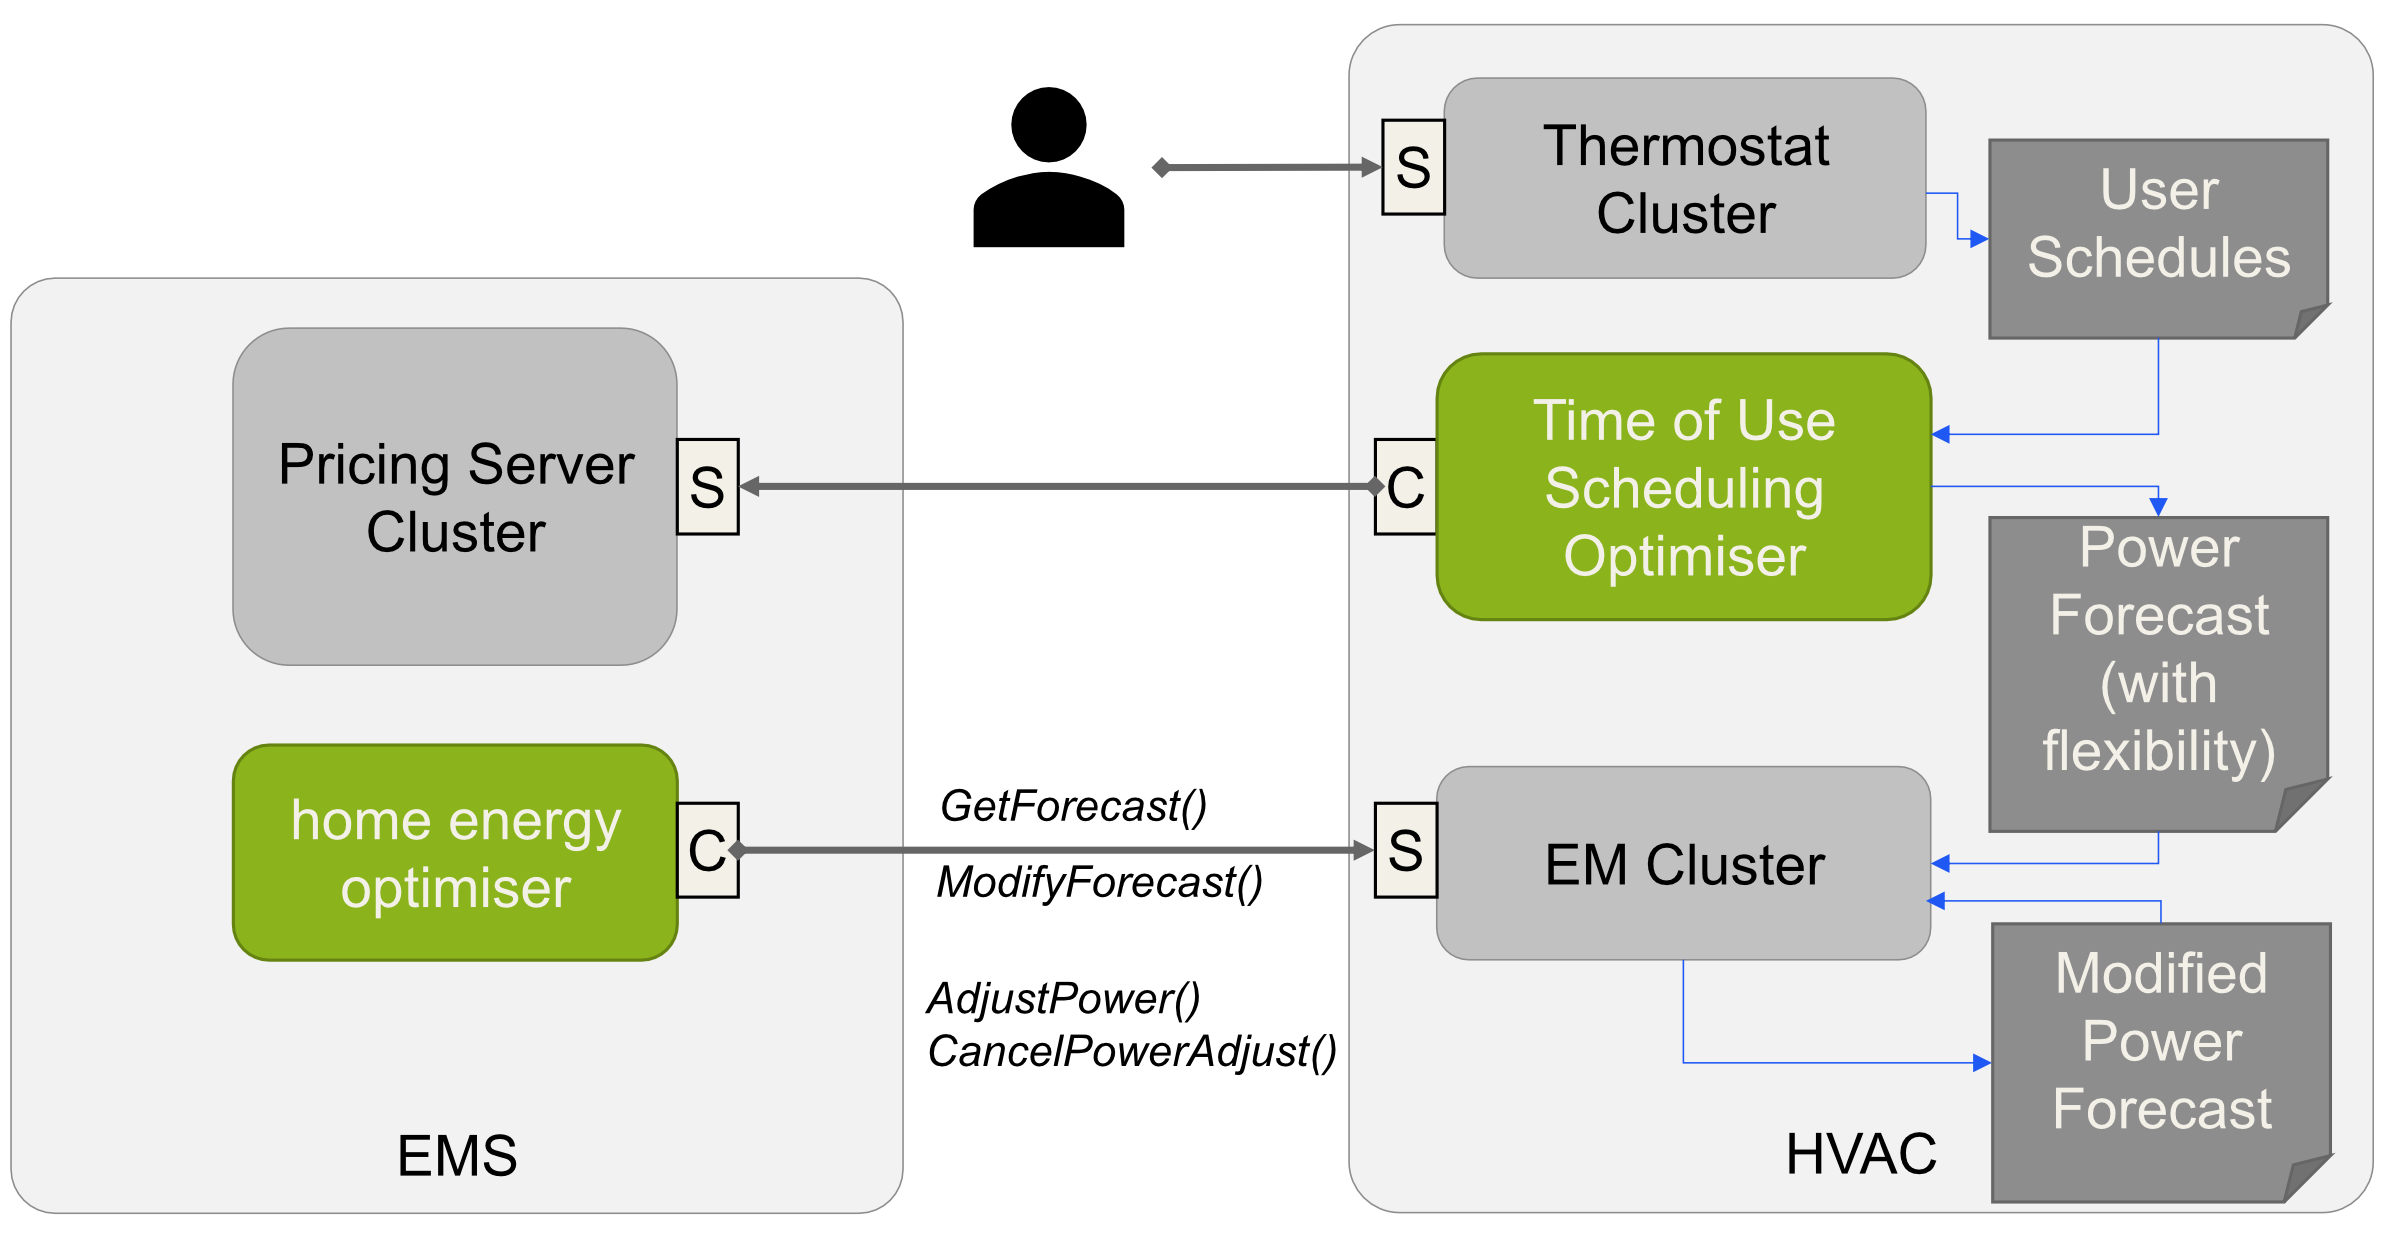 Thermostat
Cluster
S
User
Schedules
Pricing Server
Cluster
S
C
Time of Use
Scheduling
Optimiser
Power
Forecast
(with
flexibility)
home energy
optimiser
C
GetForecast()
ModifyForecast()
S
EM Cluster
AdjustPower()
CancelPowerAdjust()
Modified
Power
Forecast
EMS
HVAC